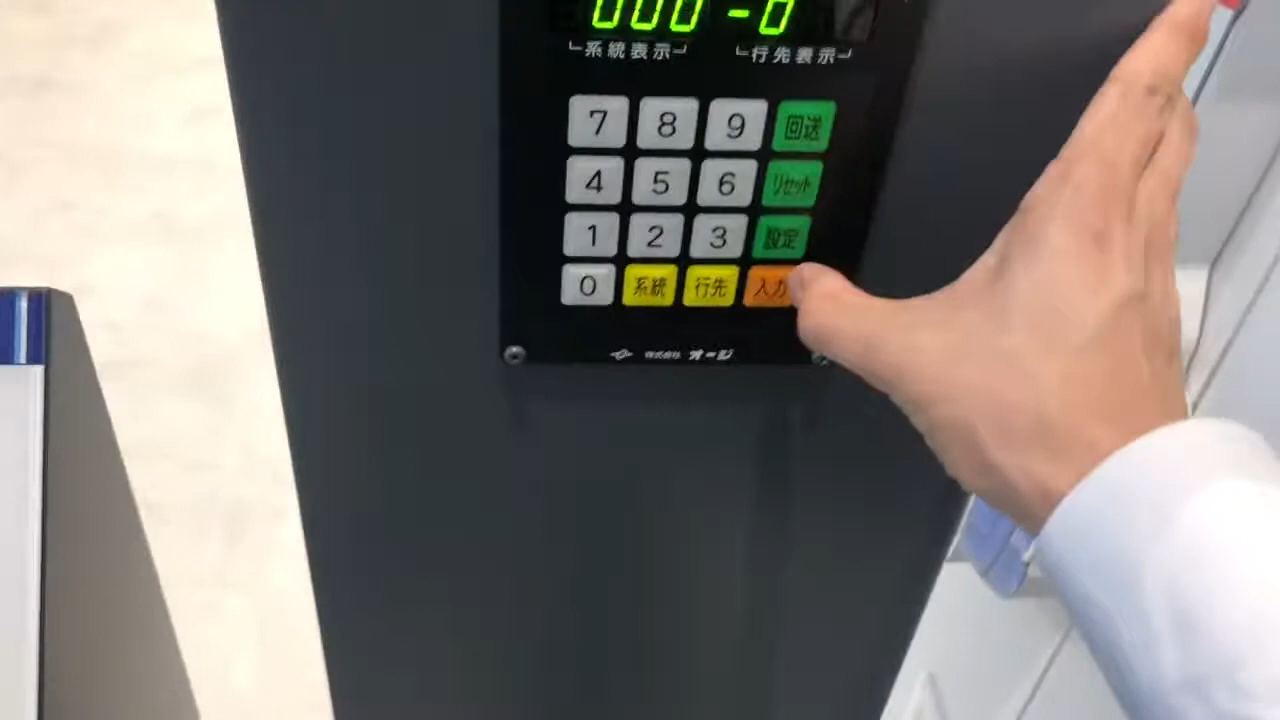 000-0
系統表示 行先表示
7 8 9 回送
4 5 6 リセット
1 2 3 設定
0 系統 行先 入力
株式会社 オージ